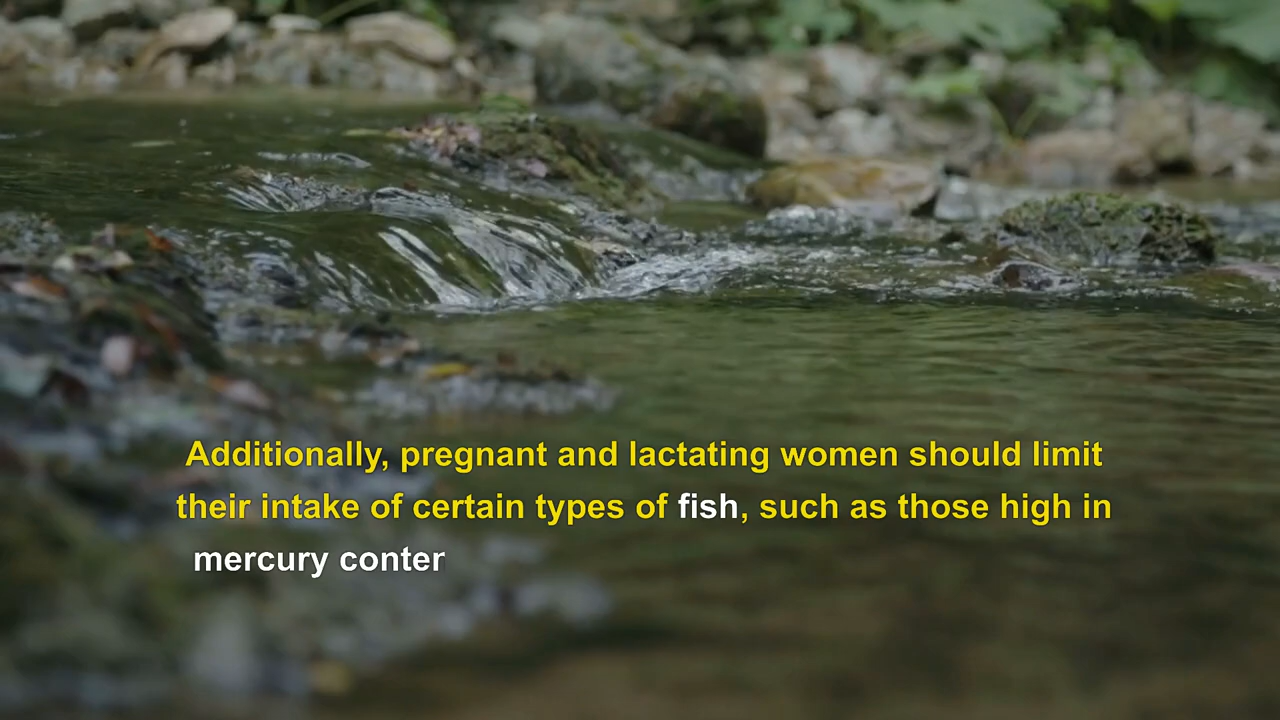 Additionally, pregnant and lactating women should limit
their intake of certain types of fish, such as those high in
mercury conter